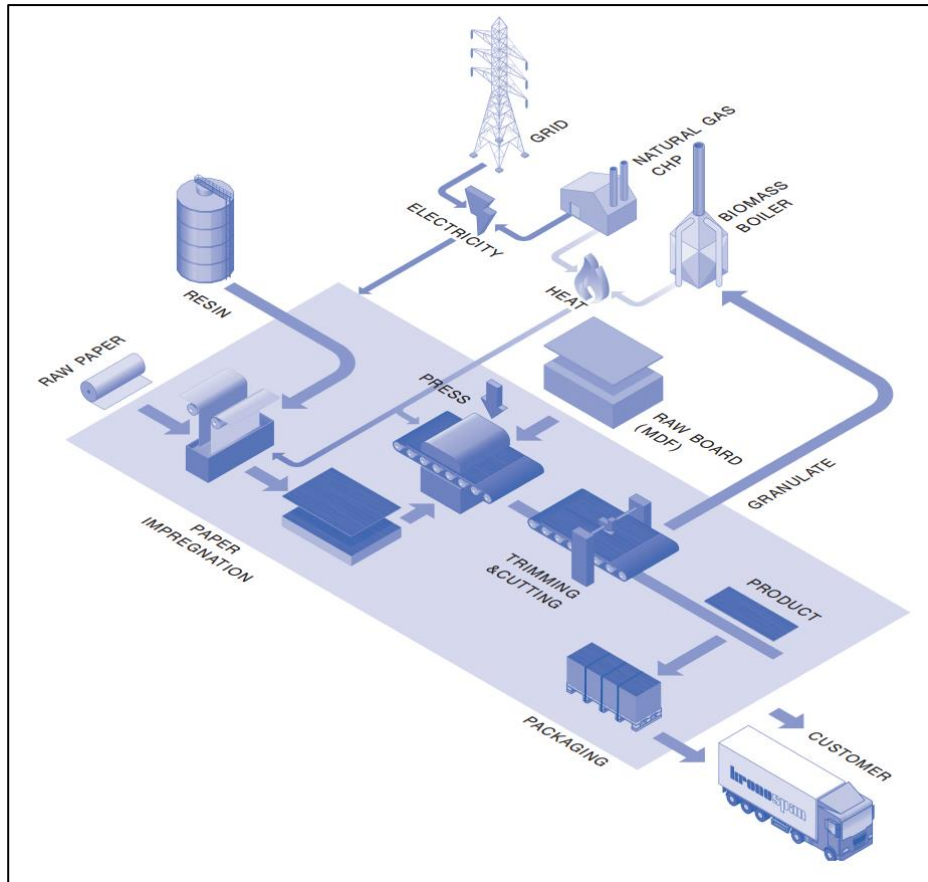 GRID
NATURAL GAS
CHP
BIOMASS
BOILER
ELECTRICITY
HEAT
RESIN
RAW PAPER
PRESS
RAW BOARD
(MDF)
GRANULATE
PAPER
IMPREGNATION
TRIMMING
&CUTTING
PRODUCT
PACKAGING
CUSTOMER
kronospan